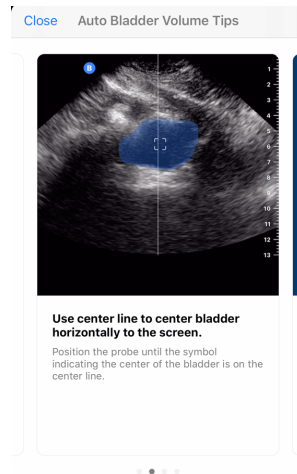 Close Auto Bladder Volume Tips
B
1
2
3
4
5
6
7
8
9
10
11
12
13
Use center line to center bladder
horizontally to the screen.
Position the probe until the symbol
indicating the center of the bladder is on the
center line.